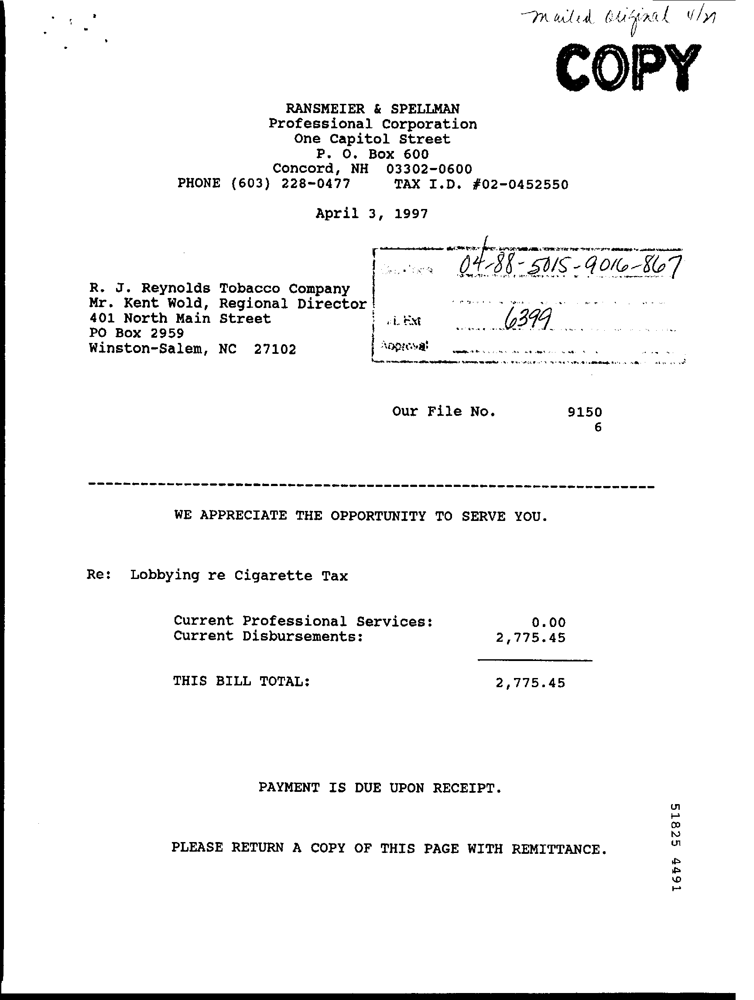 mailed original
COPY
RANSMEIER & SPELLMAN
Professional Corporation
One Capitol Street
P. O. Box 600
Concord, NH 03302-0600
PHONE (603) 228-0477 TAX I.D. #02-0452550
April 3, 1997
04-88-5015-9016-867
R. J. Reynolds Tobacco Company
Mr. Kent Wold, Regional Director
401 North Main Street
PO Box 2959
Winston-Salem, NC 27102
Ext 6399
Approval
Our File No. 9150
6
WE APPRECIATE THE OPPORTUNITY TO SERVE YOU.
Re: Lobbying re Cigarette Tax
Current Professional Services: 0.00
Current Disbursements: 2,775.45
THIS BILL TOTAL: 2,775.45
PAYMENT IS DUE UPON RECEIPT.
PLEASE RETURN A COPY OF THIS PAGE WITH REMITTANCE.
51825 4491